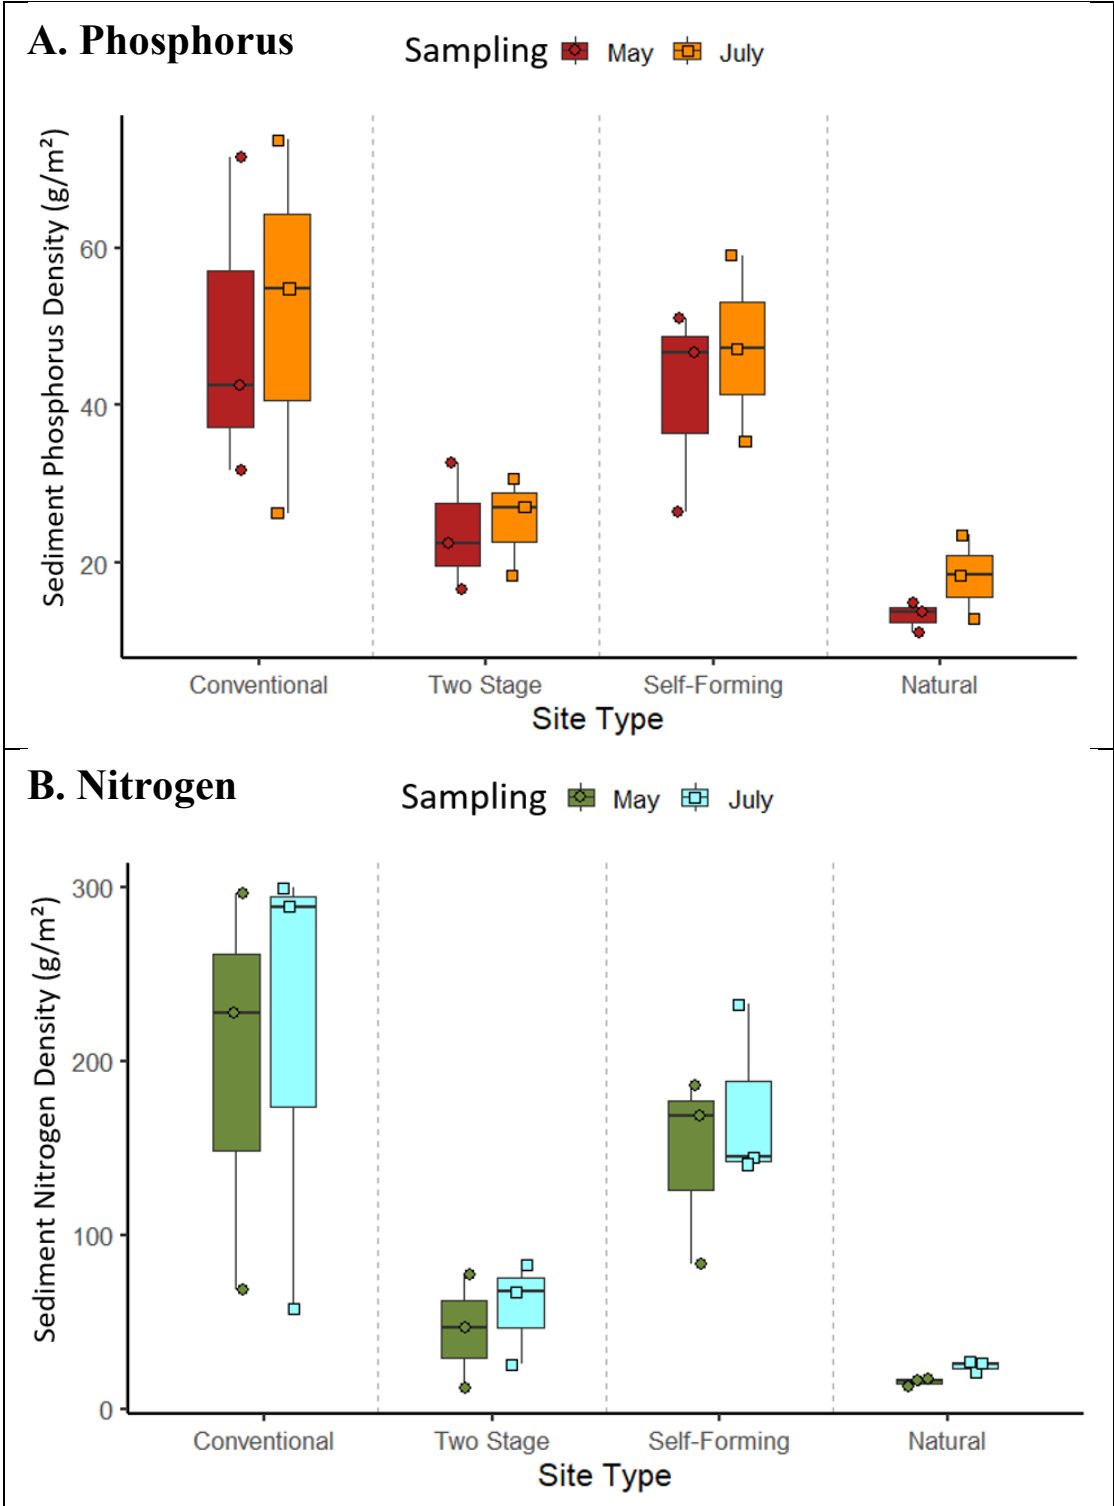 A. Phosphorus
Sampling May July
Sediment Phosphorus Density (g/m²)
60
40
20
Conventional Two Stage Self-Forming Natural
Site Type
B. Nitrogen
Sampling May July
Sediment Nitrogen Density (g/m²)
300
200
100
0
Conventional Two Stage Self-Forming Natural
Site Type